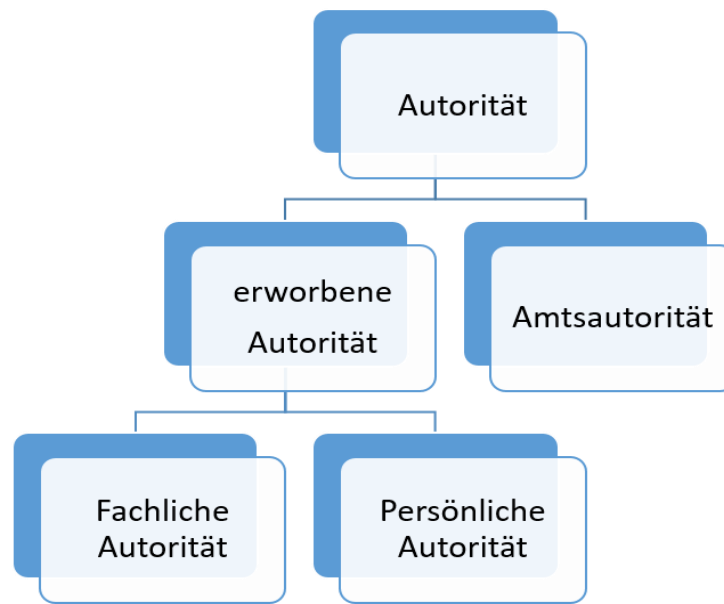 Autorität
erworbene
Autorität
Amtsautorität
Fachliche
Autorität
Persönliche
Autorität